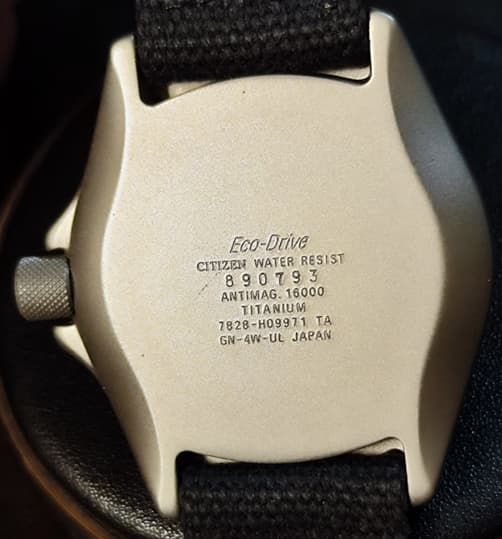 Eco-Drive
CITIZEN WATER RESIST
890793
ANTIMAG. 16000
TITANIUM
7828-H09971 TA
GN-4W-UL JAPAN